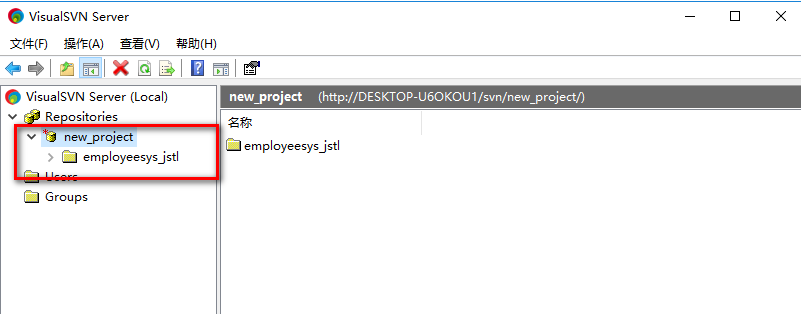 VisualSVN Server
文件(F) 操作(A) 查看(V) 帮助(H)
VisualSVN Server (Local)
Repositories
new_project
employeesys_jstl
Users
Groups
new_project (http://DESKTOP-U6OKOU1/svn/new_project/)
名称
employeesys_jstl